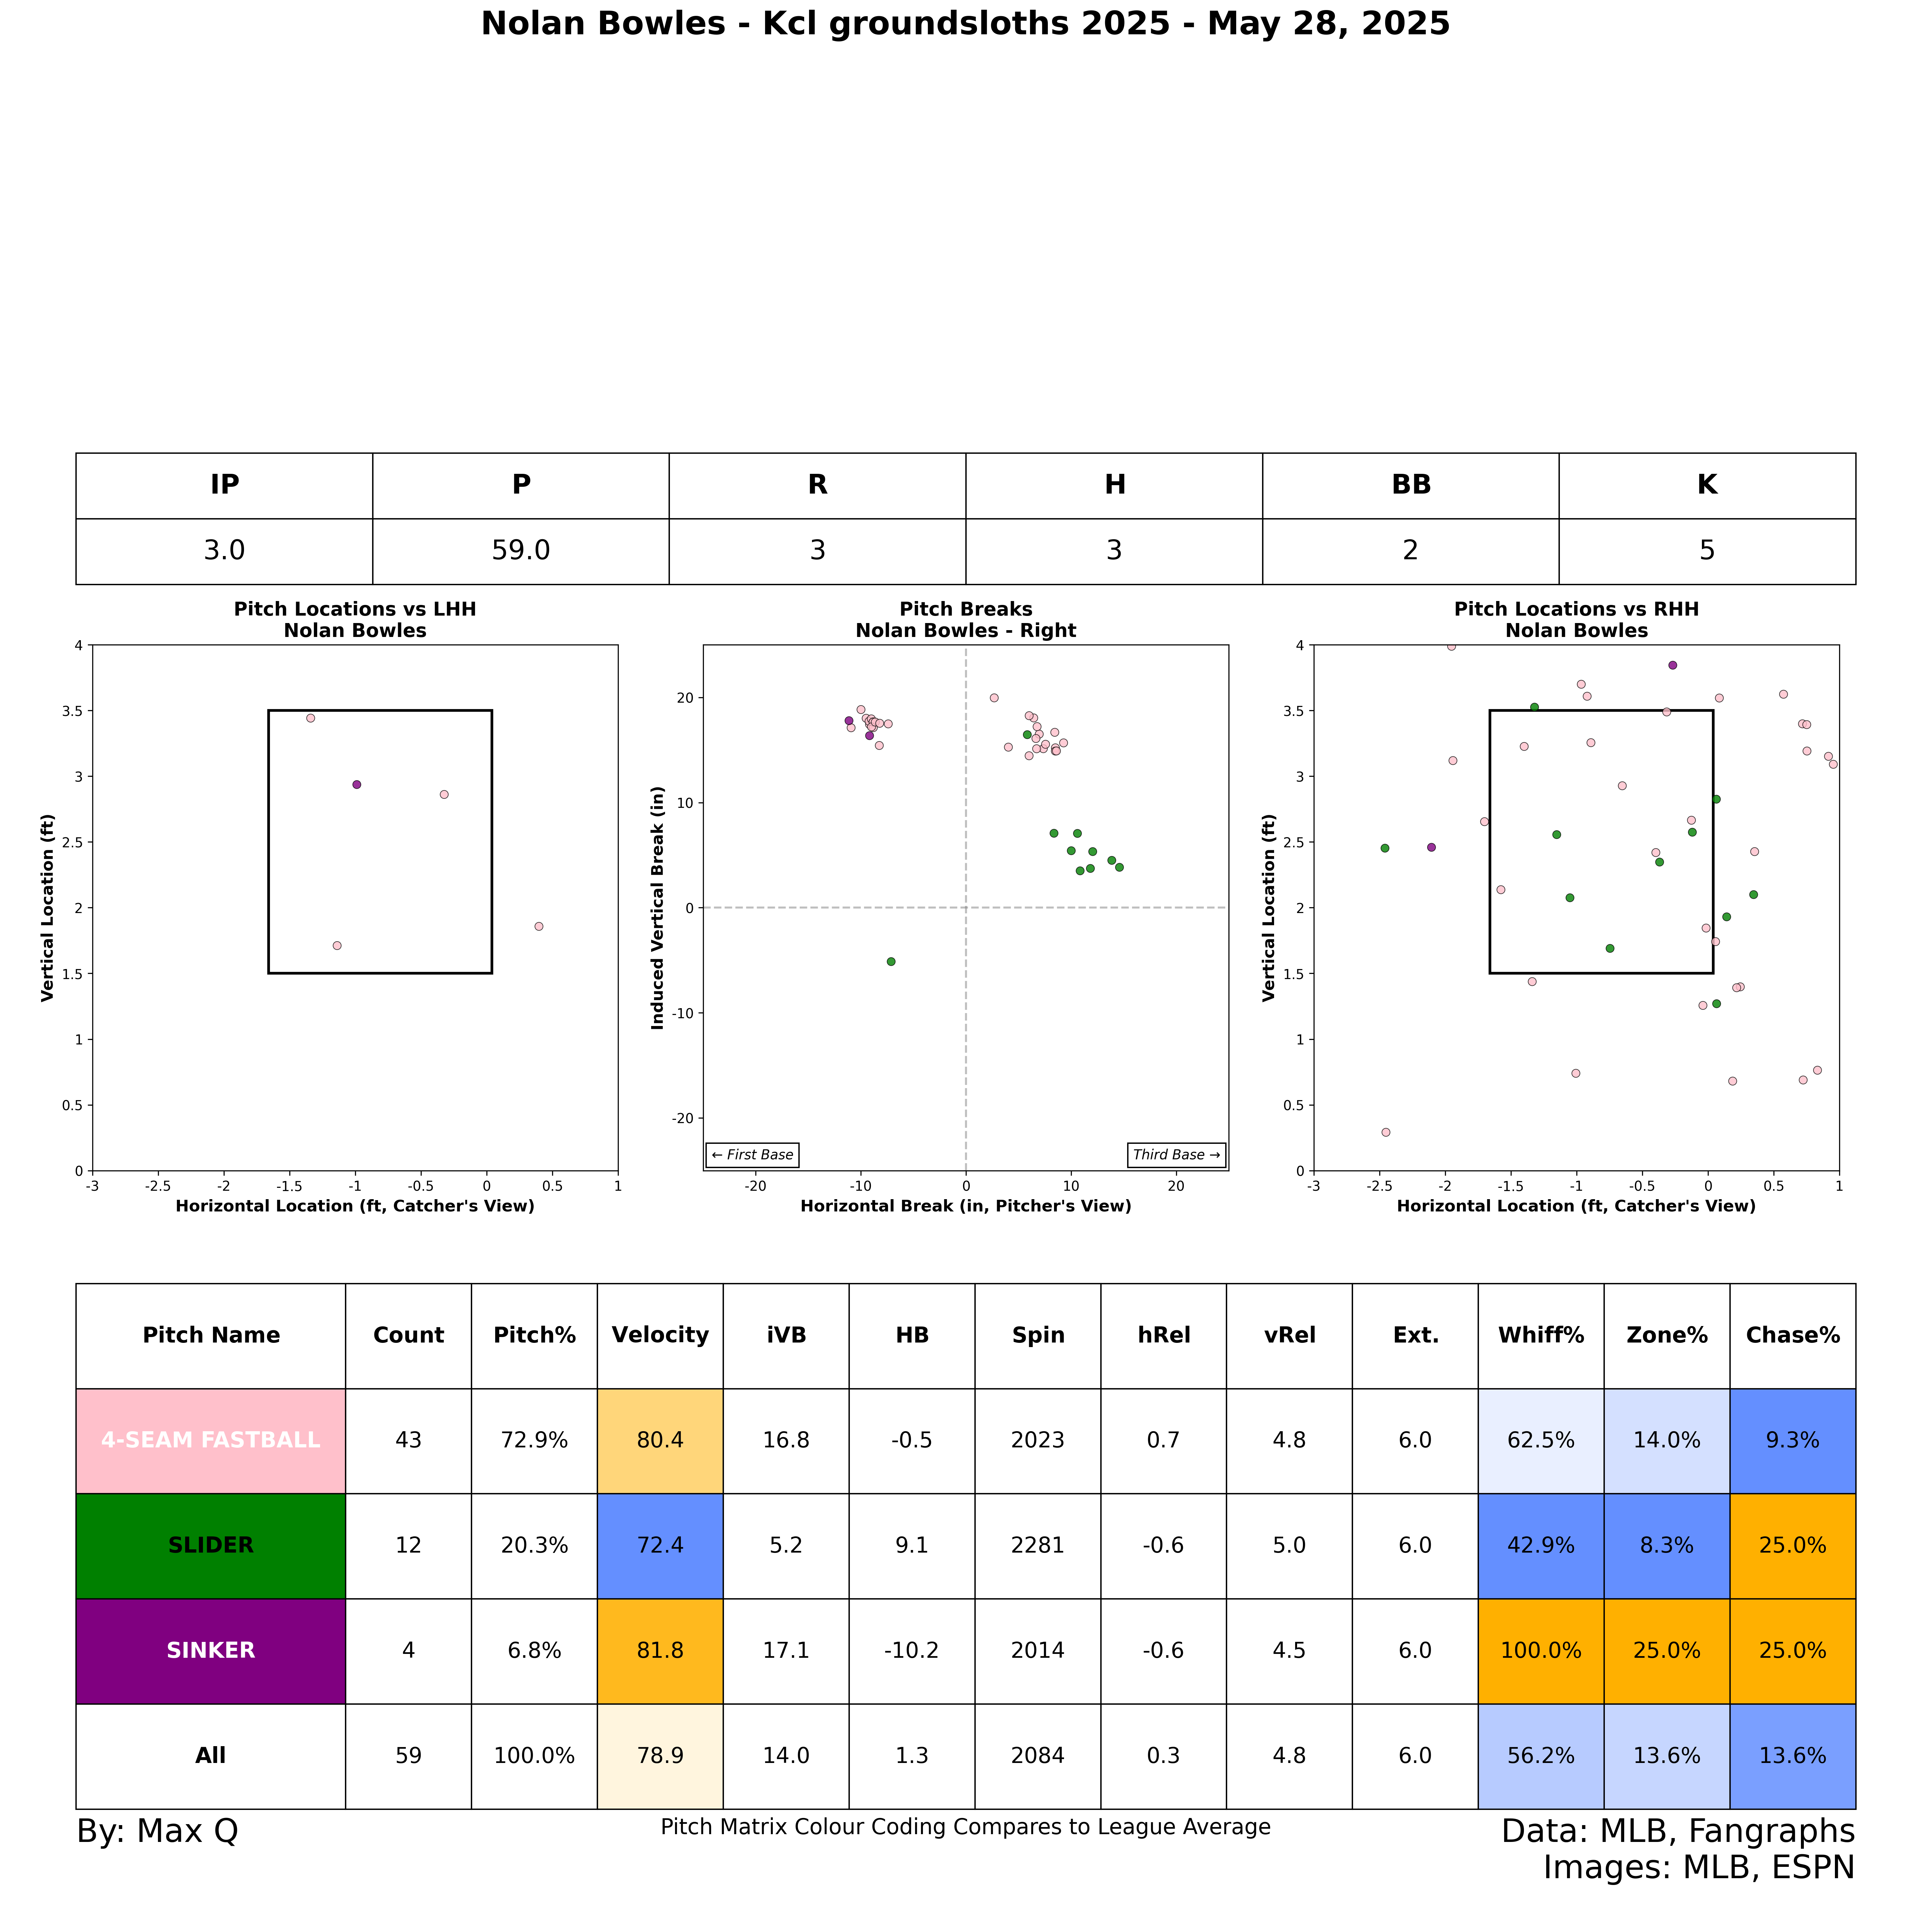 Nolan Bowles - Kcl groundsloths 2025 - May 28, 2025
IP P R H BB K
3.0 59.0 3 3 2 5
Pitch Locations vs LHH
Nolan Bowles
4
3.5
3
2.5
2
1.5
1
0.5
0
-3 -2.5 -2 -1.5 -1 -0.5 0 0.5 1
Vertical Location (ft)
Horizontal Location (ft, Catcher's View)
Pitch Breaks
Nolan Bowles - Right
20
10
0
-10
-20
← First Base Third Base →
-20 -10 0 10 20
Induced Vertical Break (in)
Horizontal Break (in, Pitcher's View)
Pitch Locations vs RHH
Nolan Bowles
4
3.5
3
2.5
2
1.5
1
0.5
0
-3 -2.5 -2 -1.5 -1 -0.5 0 0.5 1
Vertical Location (ft)
Horizontal Location (ft, Catcher's View)
Pitch Name Count Pitch% Velocity iVB HB Spin hRel vRel Ext. Whiff% Zone% Chase%
4-SEAM FASTBALL 43 72.9% 80.4 16.8 -0.5 2023 0.7 4.8 6.0 62.5% 14.0% 9.3%
SLIDER 12 20.3% 72.4 5.2 9.1 2281 -0.6 5.0 6.0 42.9% 8.3% 25.0%
SINKER 4 6.8% 81.8 17.1 -10.2 2014 -0.6 4.5 6.0 100.0% 25.0% 25.0%
All 59 100.0% 78.9 14.0 1.3 2084 0.3 4.8 6.0 56.2% 13.6% 13.6%
By: Max Q
Pitch Matrix Colour Coding Compares to League Average
Data: MLB, Fangraphs
Images: MLB, ESPN